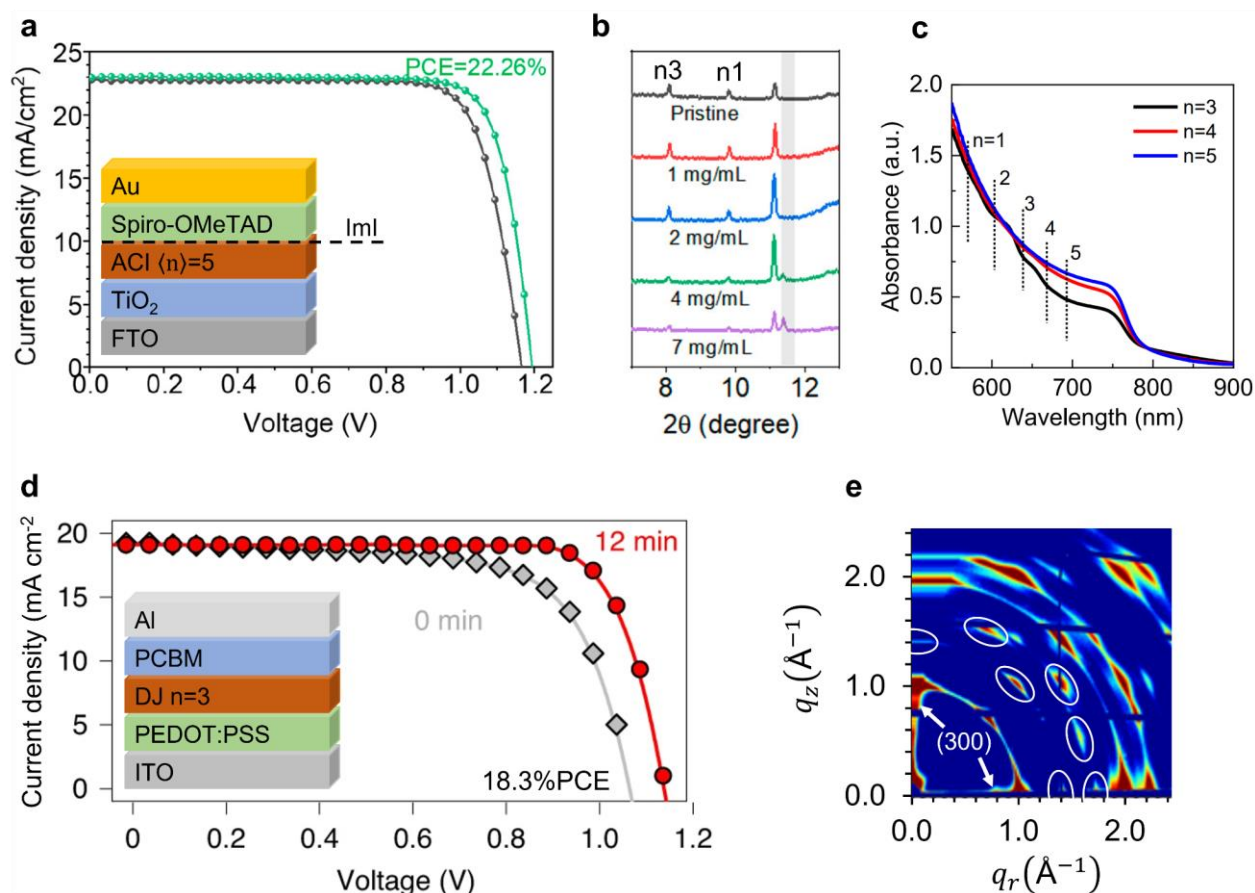 a
25
20
15
10
5
0
Current density (mA/cm²)
PCE=22.26%
Au
Spiro-OMeTAD
ImI
ACI ⟨n⟩=5
TiO₂
FTO
0.0 0.2 0.4 0.6 0.8 1.0 1.2
Voltage (V)
b
n3 n1
Pristine
1 mg/mL
2 mg/mL
4 mg/mL
7 mg/mL
8 10 12
2θ (degree)
c
2.0
1.5
1.0
0.5
0.0
Absorbance (a.u.)
n=3
n=4
n=5
n=1
2
3
4
5
600 700 800 900
Wavelength (nm)
d
20
15
10
5
0
Current density (mA cm⁻²)
12 min
0 min
Al
PCBM
DJ n=3
PEDOT:PSS
ITO
18.3%PCE
0 0.2 0.4 0.6 0.8 1.0 1.2
Voltage (V)
e
2.0
1.0
0.0
q_z(Å⁻¹)
(300)
0.0 1.0 2.0
q_r(Å⁻¹)